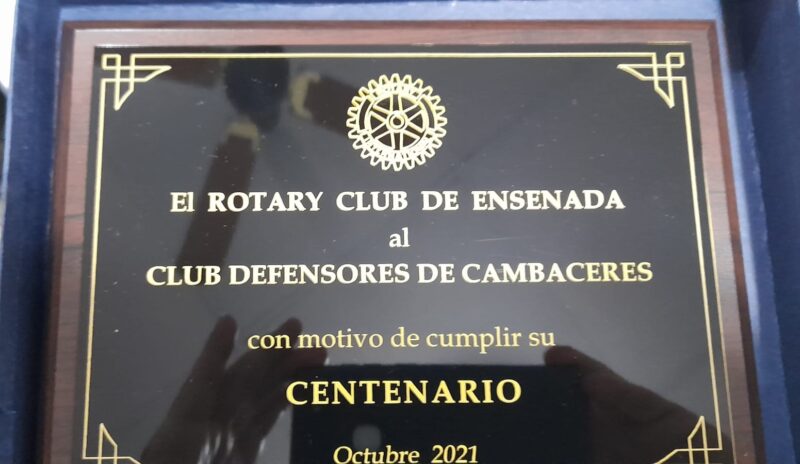 El ROTARY CLUB DE ENSENADA
al
CLUB DEFENSORES DE CAMBACERES
con motivo de cumplir su
CENTENARIO
Octubre 2021